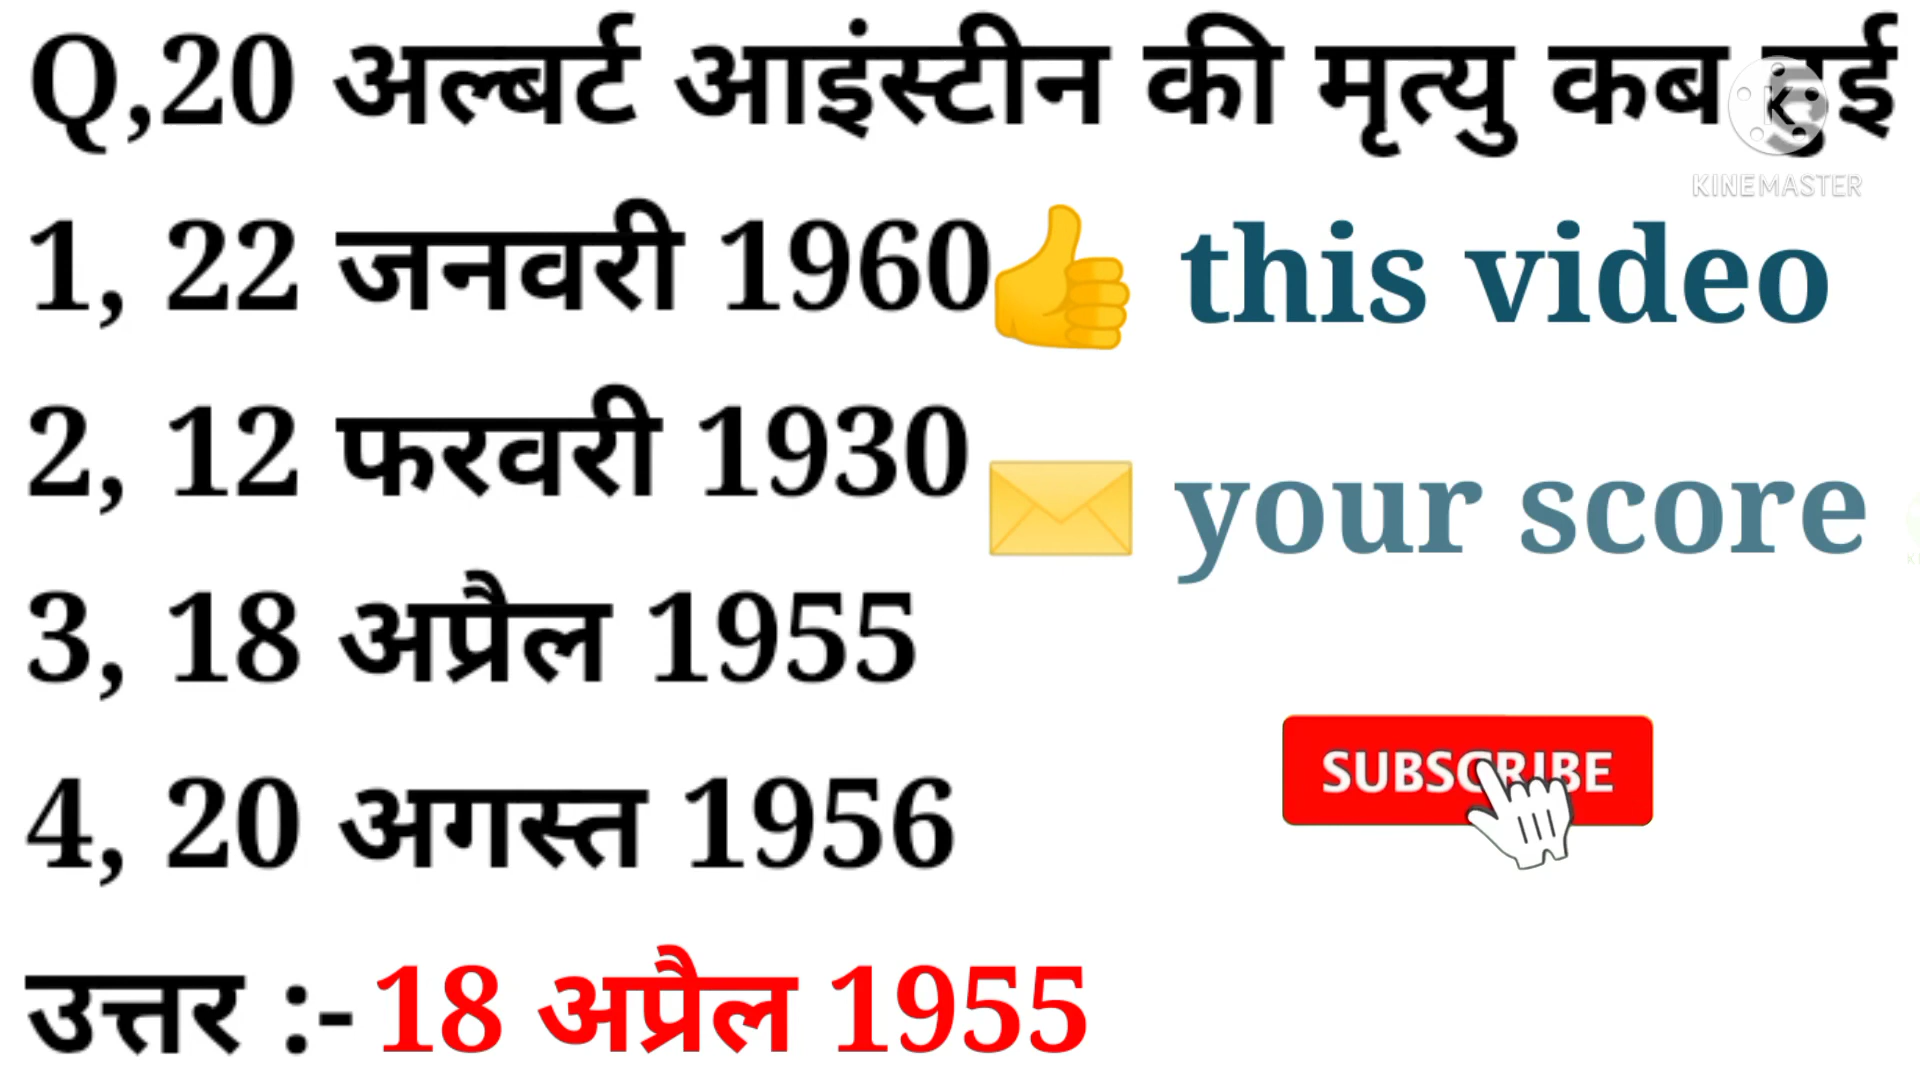 Q,20 अल्बर्ट आइंस्टीन की मृत्यु कब हुई
KINEMASTER
1, 22 जनवरी 1960👍 this video
2, 12 फरवरी 1930✉ your score
3, 18 अप्रैल 1955
SUBSCRIBE
4, 20 अगस्त 1956
उत्तर :- 18 अप्रैल 1955